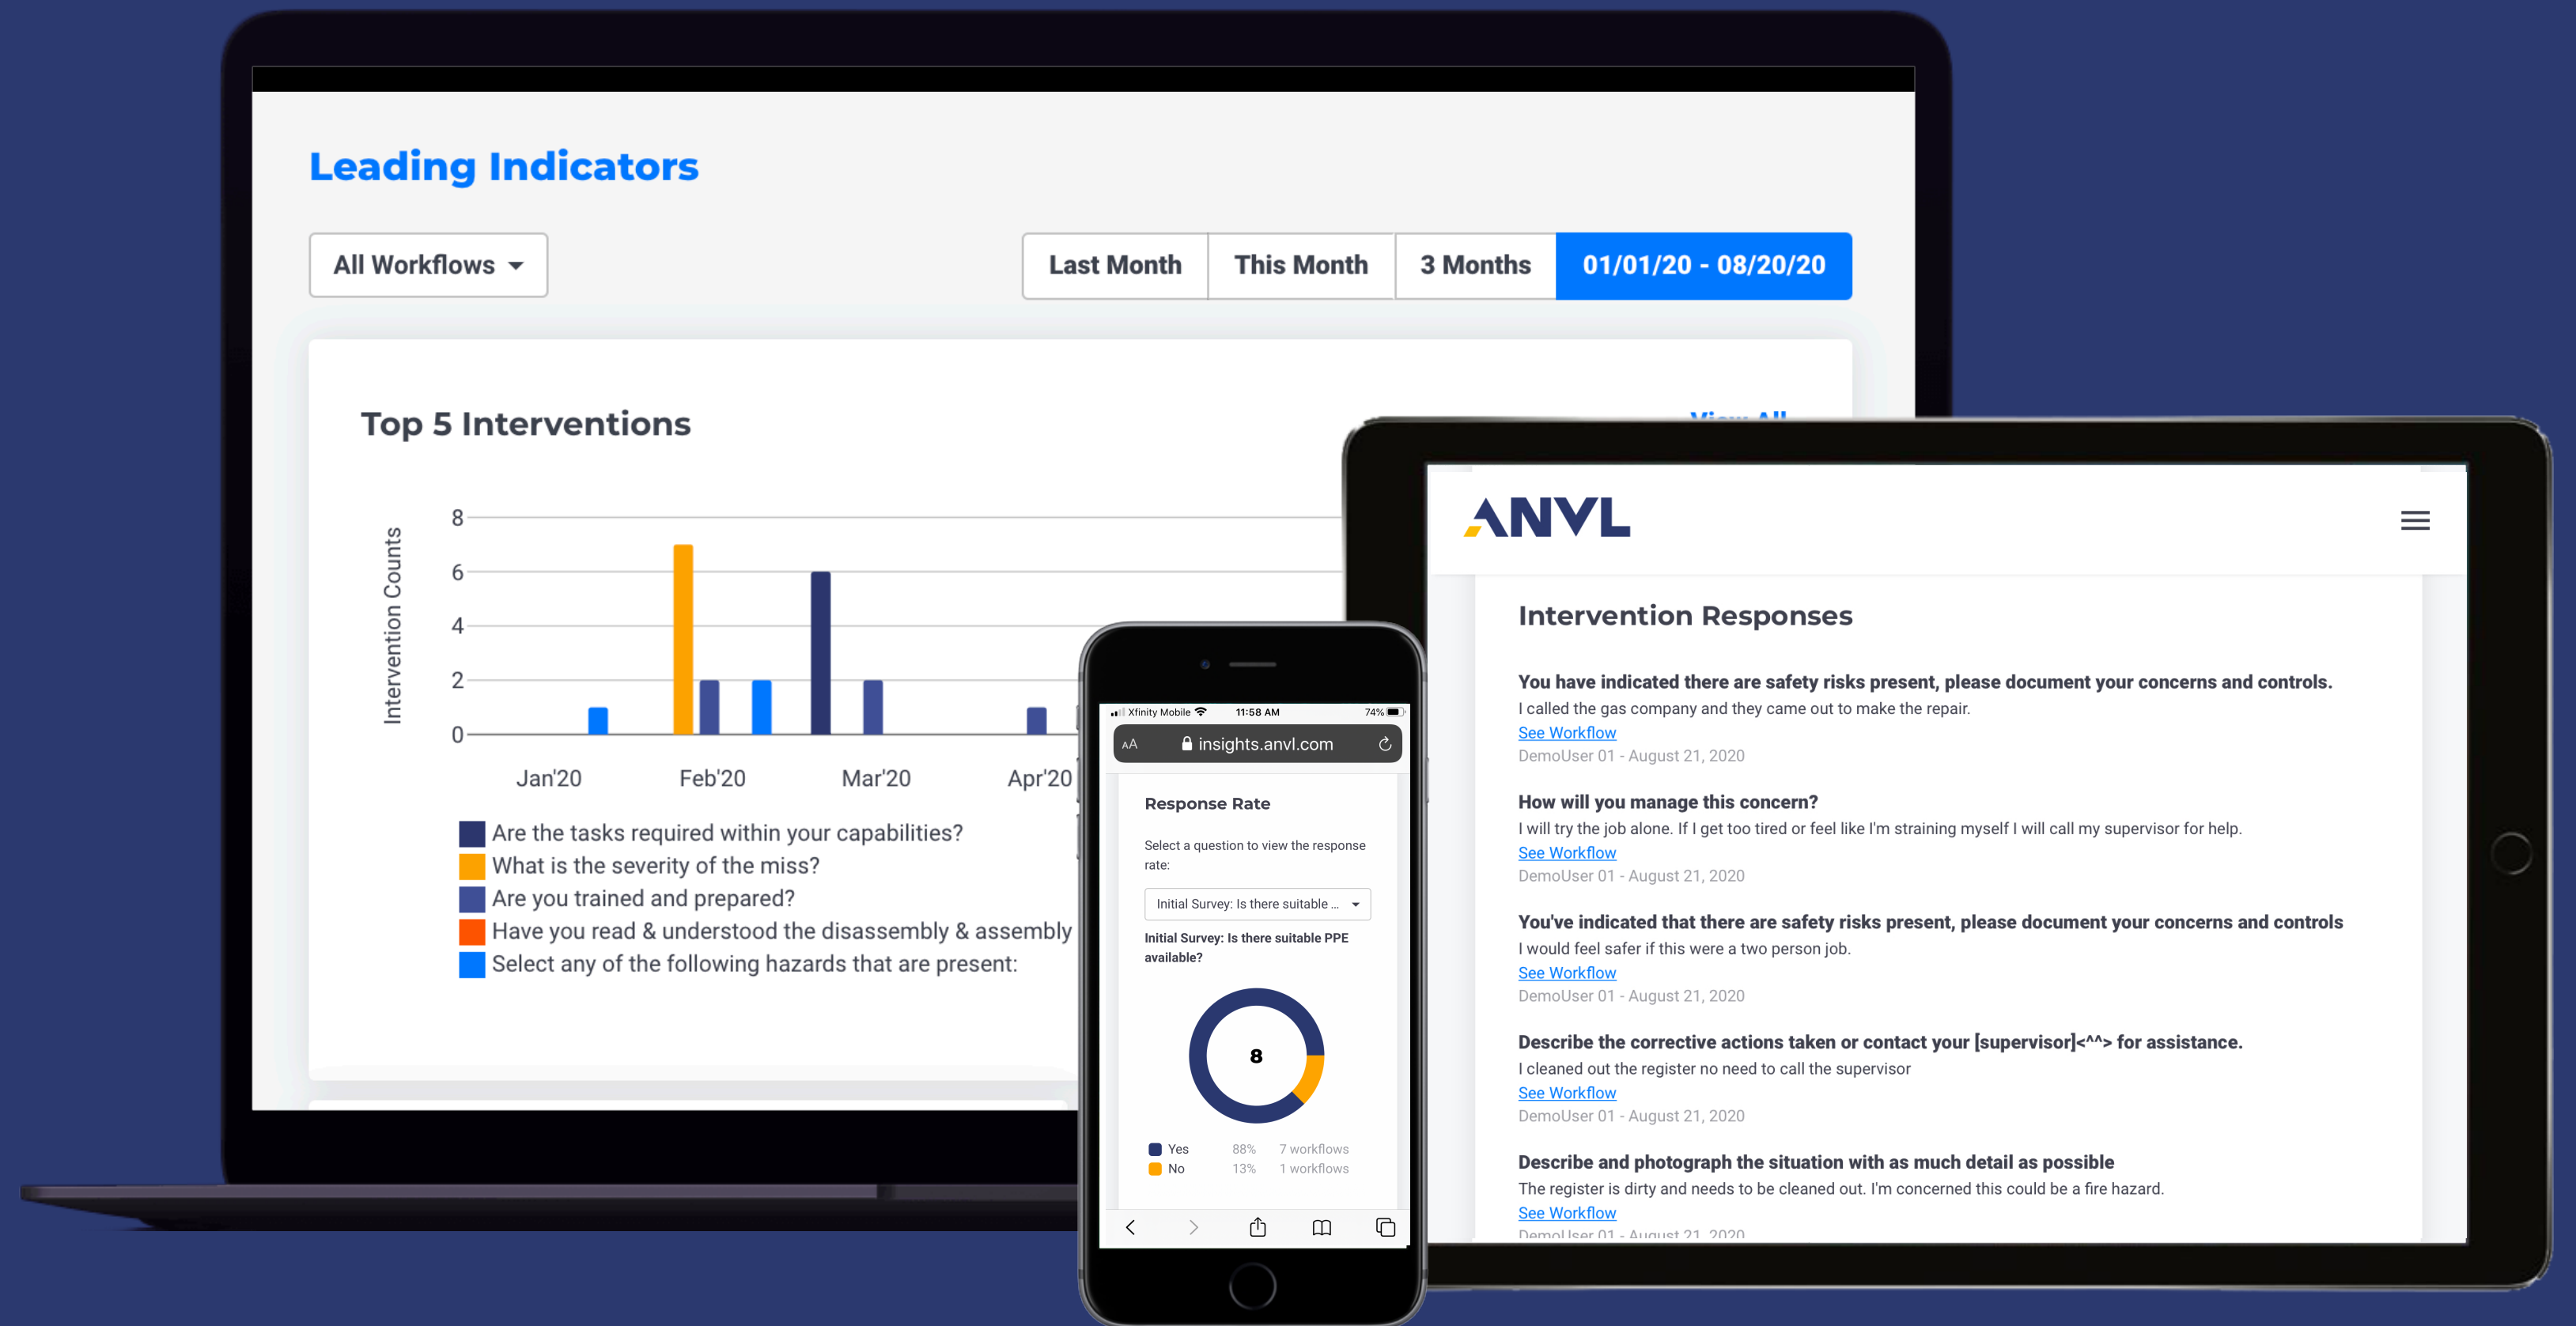 Leading Indicators
All Workflows
Last Month
This Month
3 Months
01/01/20 - 08/20/20
Top 5 Interventions
View All
Intervention Counts
8
6
4
2
0
Jan'20
Feb'20
Mar'20
Apr'20
Are the tasks required within your capabilities?
What is the severity of the miss?
Are you trained and prepared?
Have you read & understood the disassembly & assembly
Select any of the following hazards that are present:
Xfinity Mobile
11:58 AM
74%
AA
insights.anvl.com
Response Rate
Select a question to view the response
rate:
Initial Survey: Is there suitable ...
Initial Survey: Is there suitable PPE
available?
8
Yes 88% 7 workflows
No 13% 1 workflows
ANVL
Intervention Responses
You have indicated there are safety risks present, please document your concerns and controls.
I called the gas company and they came out to make the repair.
See Workflow
DemoUser 01 - August 21, 2020
How will you manage this concern?
I will try the job alone. If I get too tired or feel like I'm straining myself I will call my supervisor for help.
See Workflow
DemoUser 01 - August 21, 2020
You've indicated that there are safety risks present, please document your concerns and controls
I would feel safer if this were a two person job.
See Workflow
DemoUser 01 - August 21, 2020
Describe the corrective actions taken or contact your [supervisor]<^^> for assistance.
I cleaned out the register no need to call the supervisor
See Workflow
DemoUser 01 - August 21, 2020
Describe and photograph the situation with as much detail as possible
The register is dirty and needs to be cleaned out. I'm concerned this could be a fire hazard.
See Workflow
DemoUser 01 - August 21, 2020